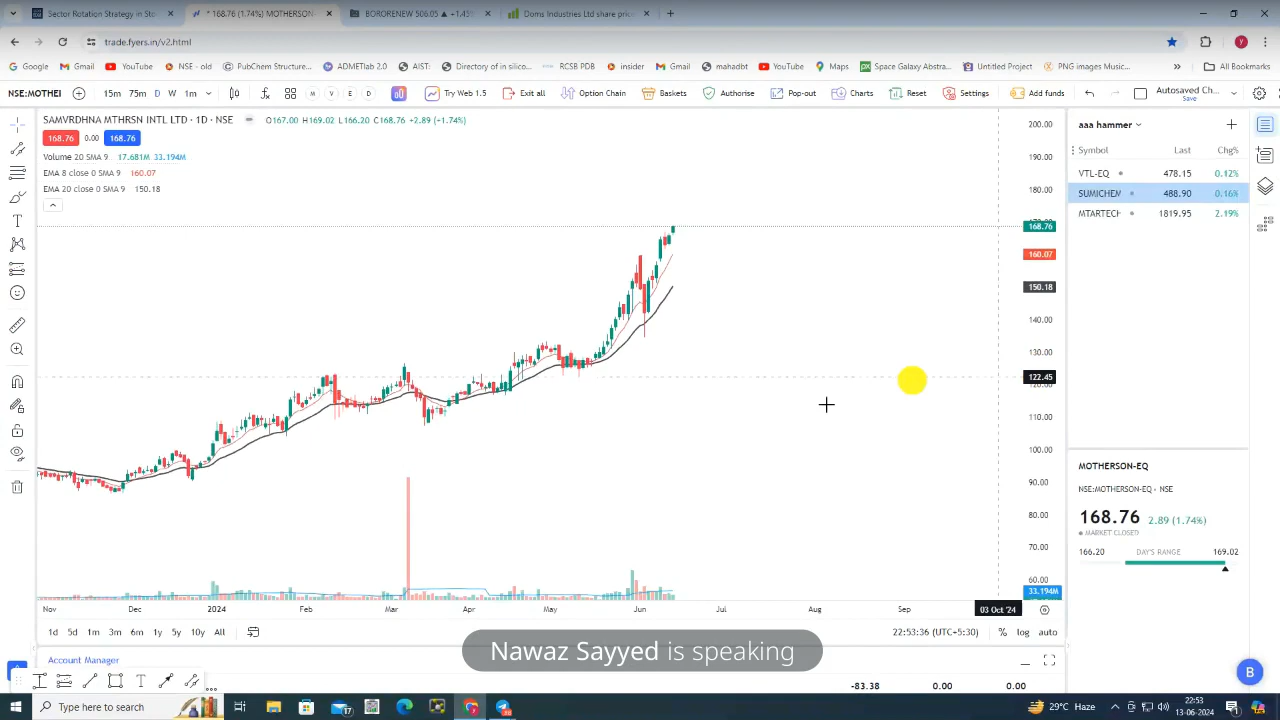 Sector Rotation Strategy in Sto
168.76 (1.74%) MOTHERSON-
BORORENEW 506.05 ▲ +1.45%
Doms Industries Ltd share price
trade.fyers.in/v2.html
Google
Gmail
YouTube
NSE - old
PubChem Structure...
ADMETlab 2.0
AIST:
Directory of in silico...
RCSB PDB
insider
Gmail
mahadbt
YouTube
Maps
Space Galaxy Abstra...
Untitled Project
PNG images Music...
All Bookmarks
NSE:MOTHEI
15m 75m D W 1m
M V E D
Try Web 1.5
Exit all
Option Chain
Baskets
Authorise
Pop-out
Charts
Reset
Settings
Add funds
Autosaved Ch...
Save
SAMVRDHNA MTHRSN INTL LTD · 1D · NSE
O167.00 H169.02 L166.20 C168.76 +2.89 (+1.74%)
168.76 0.00 168.76
Volume 20 SMA 9 17.681M 33.194M
EMA 8 close 0 SMA 9 160.07
EMA 20 close 0 SMA 9 150.18
200.00
190.00
180.00
168.76
160.07
150.18
140.00
130.00
122.45
110.00
100.00
90.00
80.00
70.00
60.00
33.194M
Nov Dec 2024 Feb Mar Apr May Jun Jul Aug Sep 03 Oct '24
1d 5d 1m 3m 6m 1y 5y 10y All
22:53:36 (UTC+5:30) % log auto
aaa hammer
Symbol Last Chg%
VTL-EQ 478.15 0.12%
SUMICHEM 488.90 0.16%
MTARTECH 1819.95 2.19%
MOTHERSON-EQ
NSE:MOTHERSON-EQ · NSE
168.76 2.89 (1.74%)
MARKET CLOSED
166.20 DAY'S RANGE 169.02
Nawaz Sayyed is speaking
Account Manager
-83.38 0.00 0.00
B
Type here to search
29°C Haze
22:53
13-06-2024